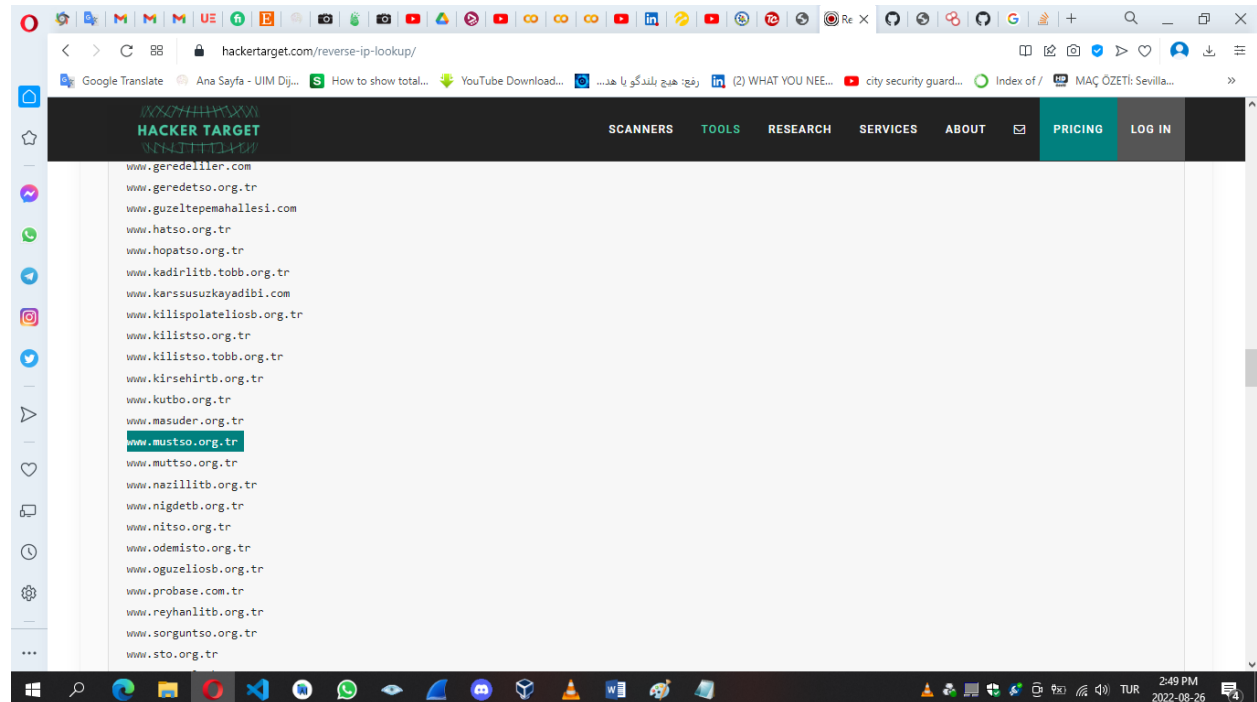 Re
hackertarget.com/reverse-ip-lookup/
Google Translate
Ana Sayfa - UIM Dij...
How to show total...
YouTube Download...
رفع: هیچ بلندگو یا هد...
(2) WHAT YOU NEE...
city security guard...
Index of /
MAÇ ÖZETİ: Sevilla...
HACKER TARGET
SCANNERS
TOOLS
RESEARCH
SERVICES
ABOUT
PRICING
LOG IN
www.geredeliler.com
www.geredetso.org.tr
www.guzeltepemahallesi.com
www.hatso.org.tr
www.hopatso.org.tr
www.kadirlitb.tobb.org.tr
www.karssusuzkayadibi.com
www.kilispolateliosb.org.tr
www.kilistso.org.tr
www.kilistso.tobb.org.tr
www.kirsehirtb.org.tr
www.kutbo.org.tr
www.masuder.org.tr
www.mustso.org.tr
www.muttso.org.tr
www.nazillitb.org.tr
www.nigdetb.org.tr
www.nitso.org.tr
www.odemisto.org.tr
www.oguzeliosb.org.tr
www.probase.com.tr
www.reyhanlitb.org.tr
www.sorguntso.org.tr
www.sto.org.tr
TUR
2:49 PM
2022-08-26